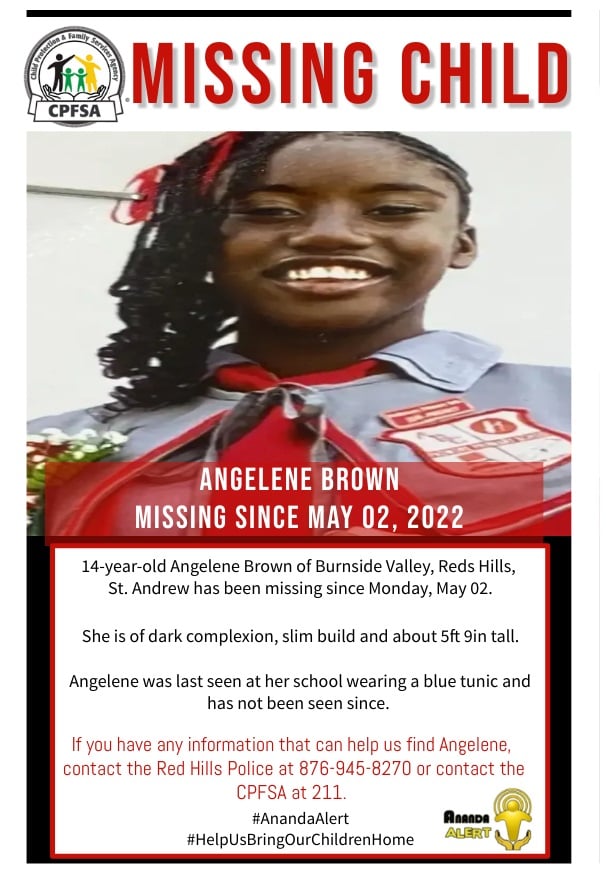 Child Protection & Family Services Agency
CPFSA
MISSING CHILD
ANGELENE BROWN
MISSING SINCE MAY 02, 2022
14-year-old Angelene Brown of Burnside Valley, Reds Hills,
St. Andrew has been missing since Monday, May 02.
She is of dark complexion, slim build and about 5ft 9in tall.
Angelene was last seen at her school wearing a blue tunic and
has not been seen since.
If you have any information that can help us find Angelene,
contact the Red Hills Police at 876-945-8270 or contact the
CPFSA at 211.
#AnandaAlert
#HelpUsBringOurChildrenHome
ANANDA
ALERT